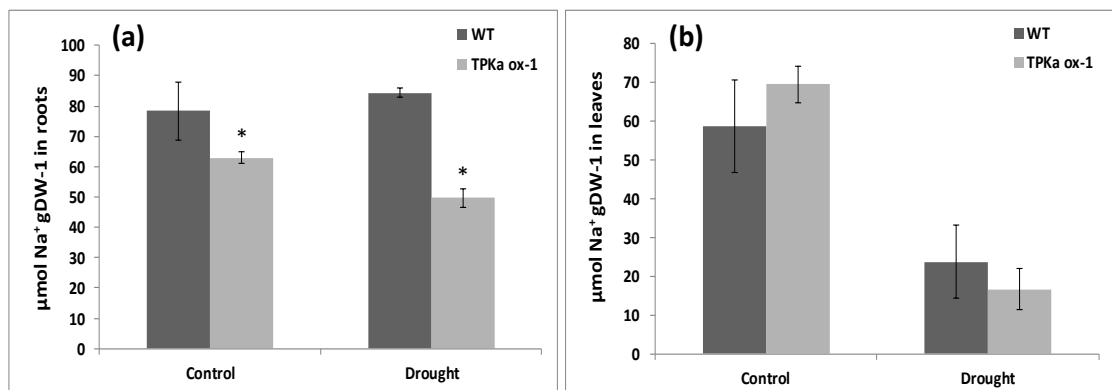 (a)
WT
TPKa ox-1
µmol Na⁺ gDW-1 in roots
100
90
80
70
60
50
40
30
20
10
0
*
*
Control
Drought
(b)
WT
TPKa ox-1
µmol Na⁺ gDW-1 in leaves
80
70
60
50
40
30
20
10
0
Control
Drought